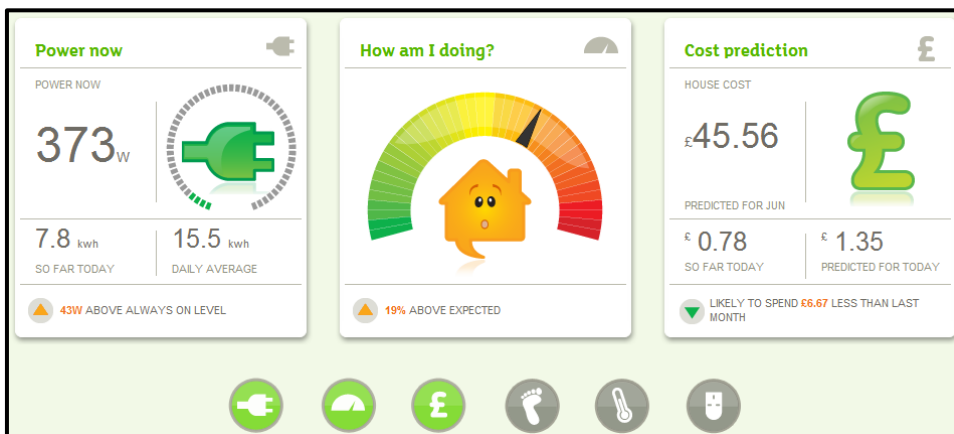 Power now
POWER NOW
373W
7.8 kwh
SO FAR TODAY
15.5 kwh
DAILY AVERAGE
43W ABOVE ALWAYS ON LEVEL
How am I doing?
19% ABOVE EXPECTED
Cost prediction
£
HOUSE COST
£45.56
£
PREDICTED FOR JUN
£ 0.78
SO FAR TODAY
£ 1.35
PREDICTED FOR TODAY
LIKELY TO SPEND £6.67 LESS THAN LAST
MONTH
£